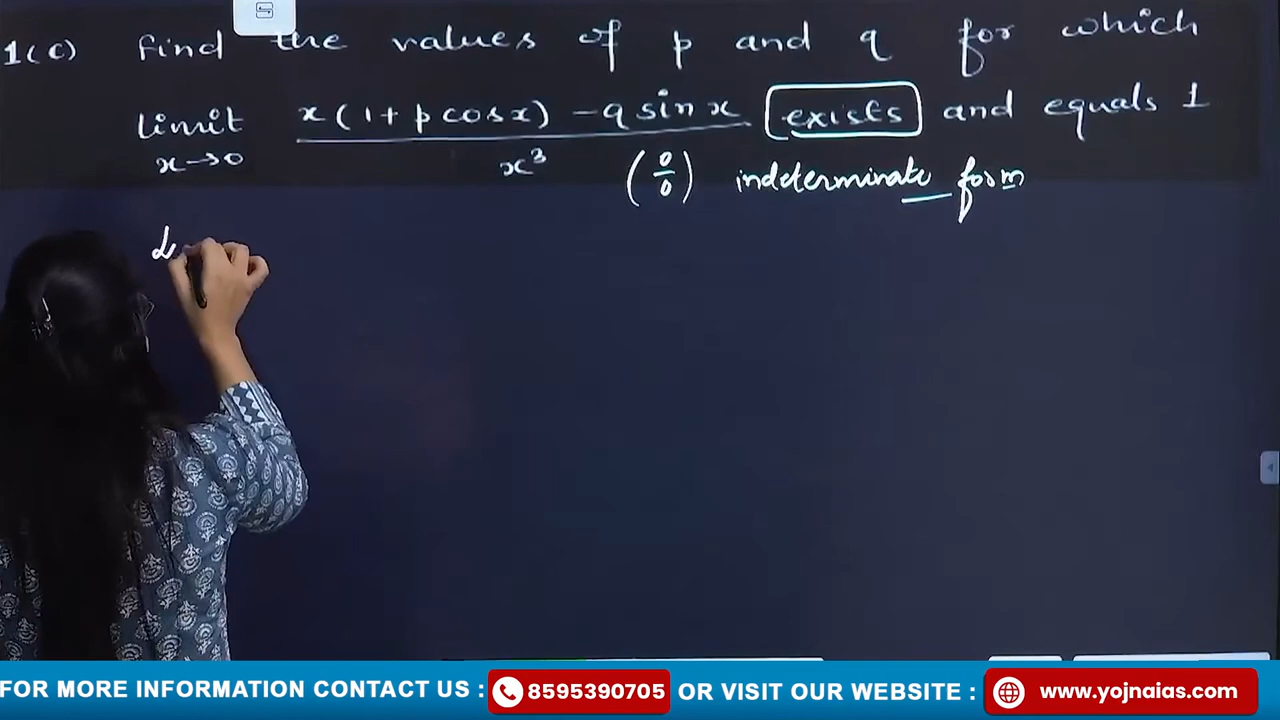 1(c) Find the values of p and q for which
limit x(1+ p cos x) - q sin x exists and equals 1
x→0 x³ (0/0) indeterminate form
L
FOR MORE INFORMATION CONTACT US : 8595390705 OR VISIT OUR WEBSITE : www.yojnaias.com